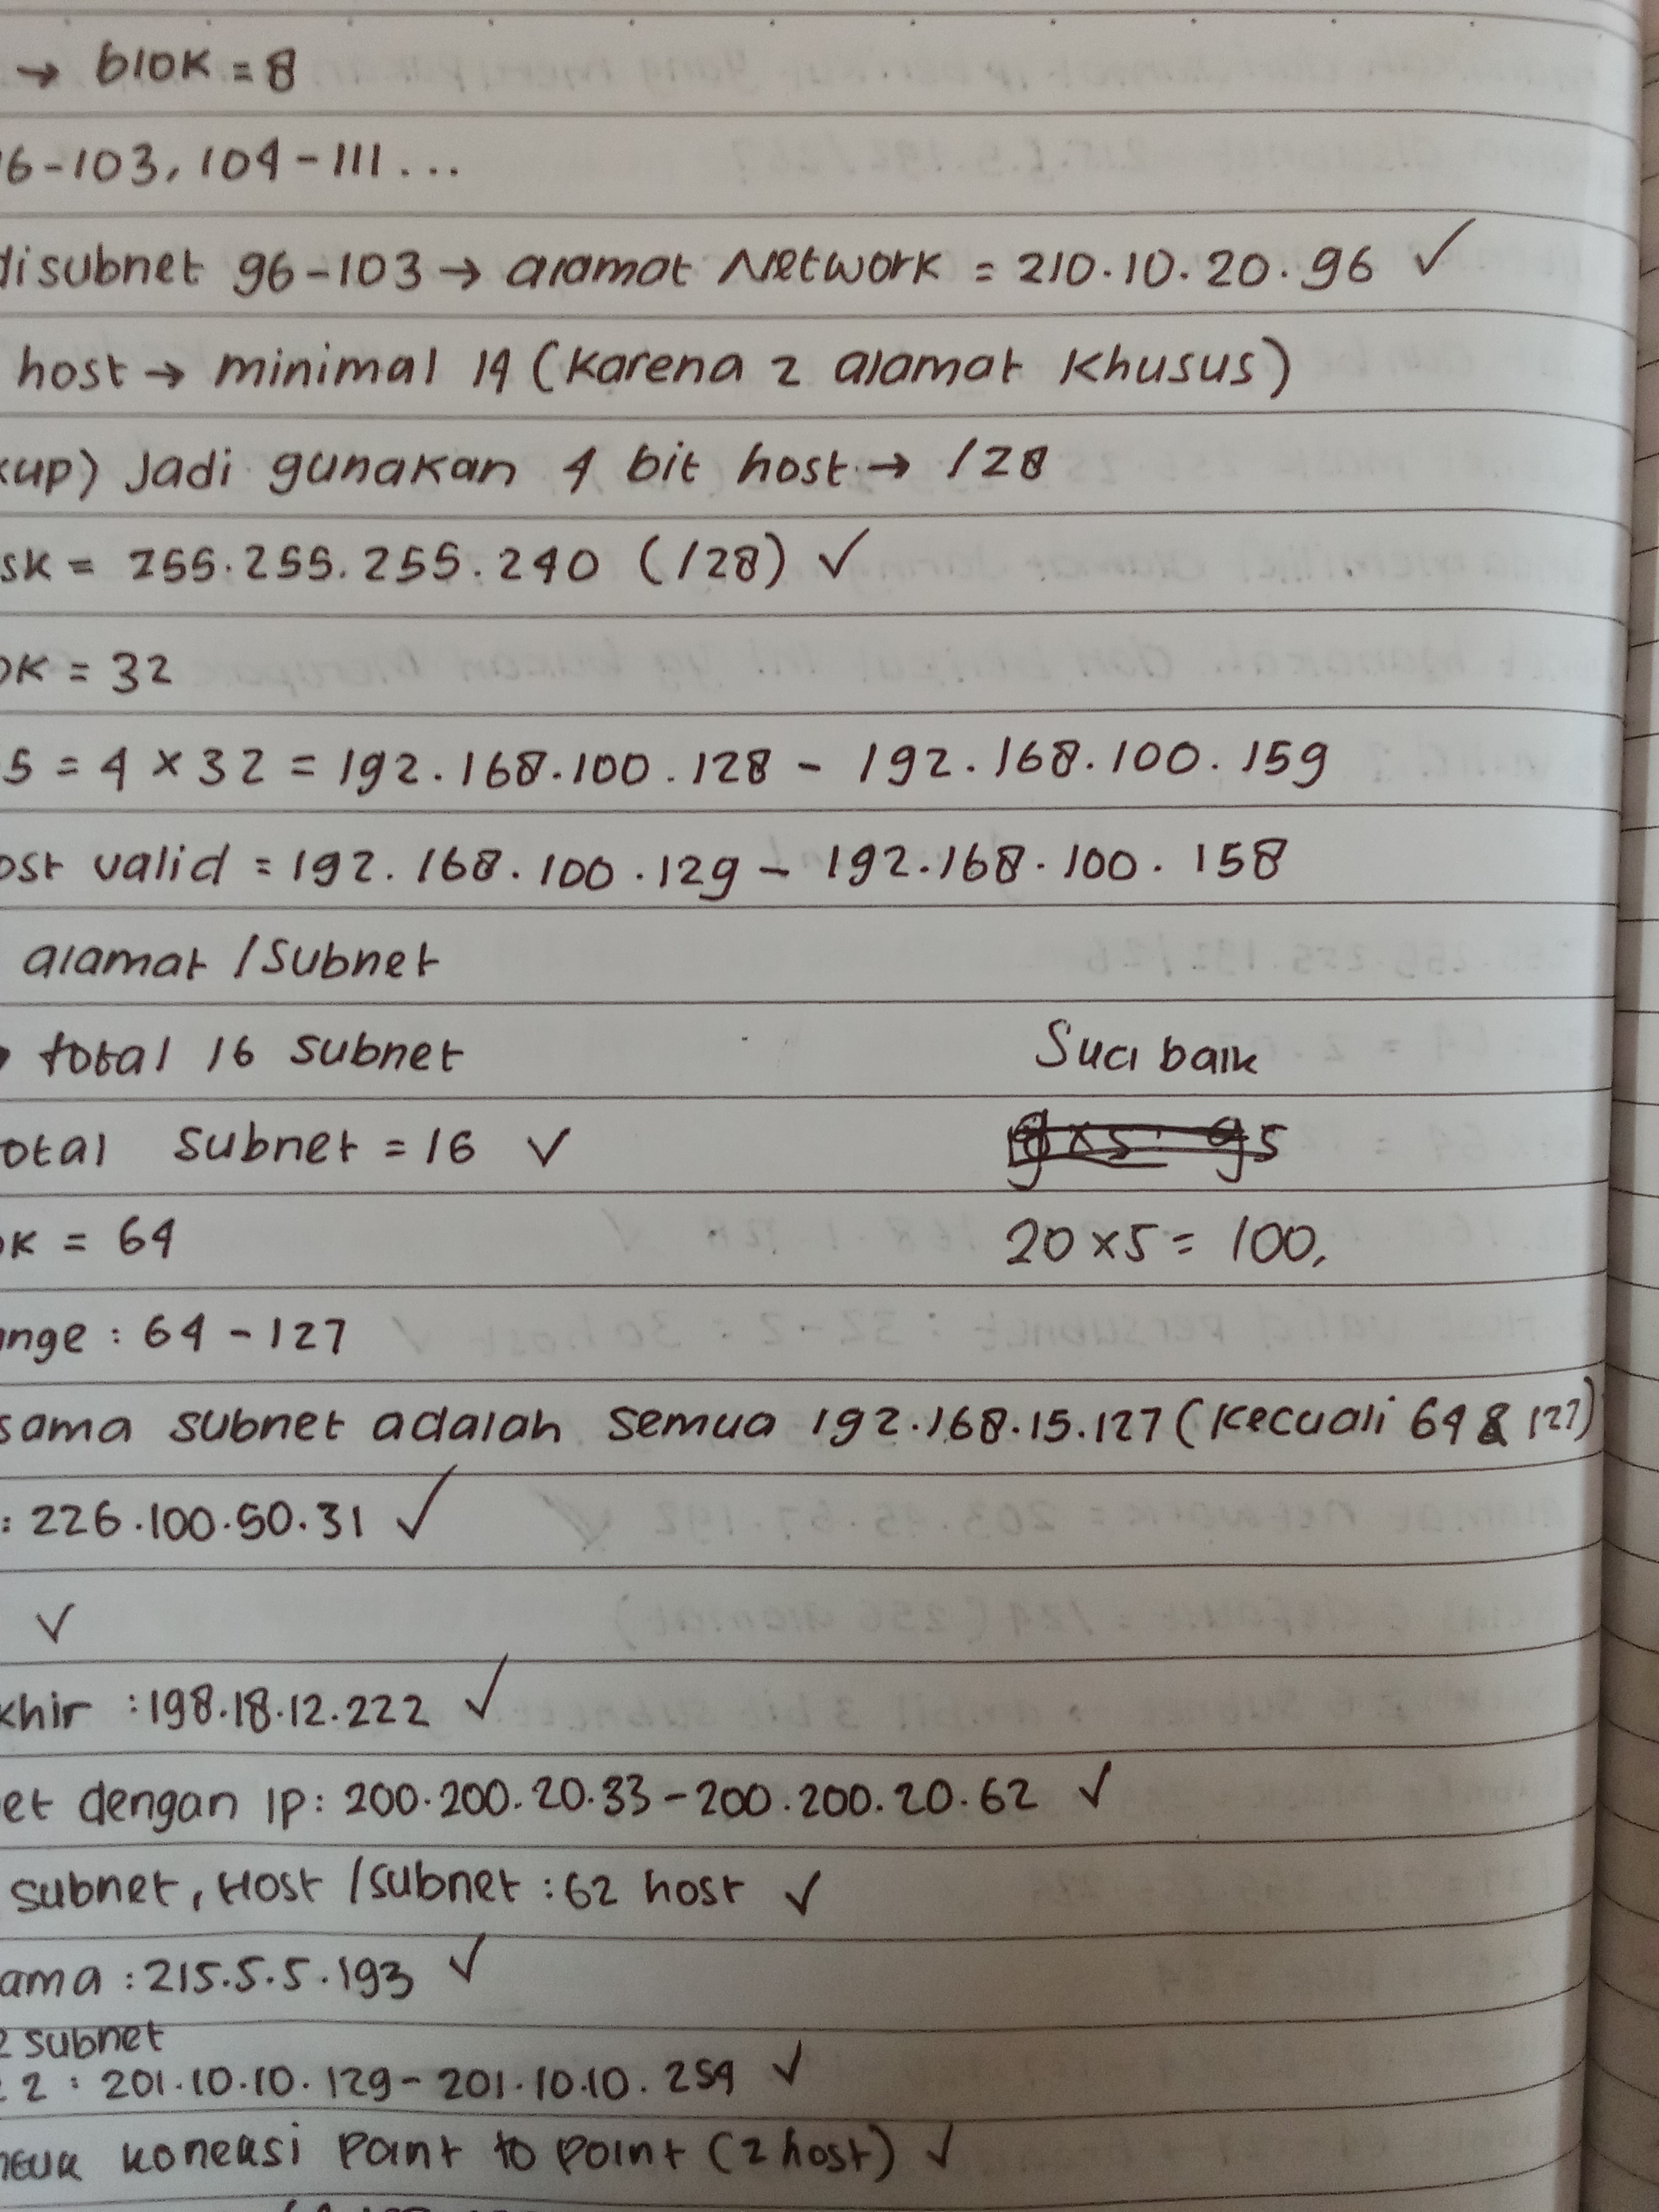 → blok = 8
96-103, 104-111...
disubnet 96-103 → alamat Network = 210.10.20.96 ✓
host → minimal 14 (Karena 2 alamat Khusus)
kup) Jadi gunakan 4 bit host → /28
sk = 255.255.255.240 (/28) ✓
ok = 32
5 = 4 x 32 = 192.168.100.128 - 192.168.100.159
ost valid = 192.168.100.129 - 192.168.100.158
alamat /Subnet
total 16 subnet
Suci baik
otal subnet = 16 ✓
ok = 64
20 x 5 = 100,
nge : 64 - 127
sama subnet adalah semua 192.168.15.127 (Kecuali 64 & 127)
: 226.100.50.31 ✓
✓
khir : 198.18.12.222 ✓
et dengan IP: 200.200.20.33 - 200.200.20.62 ✓
subnet, Host /subnet : 62 host ✓
ama : 215.5.5.193 ✓
2 subnet
2 : 201.10.10.129 - 201.10.10.254 ✓
ntuk koneksi Point to point (2 host) ✓